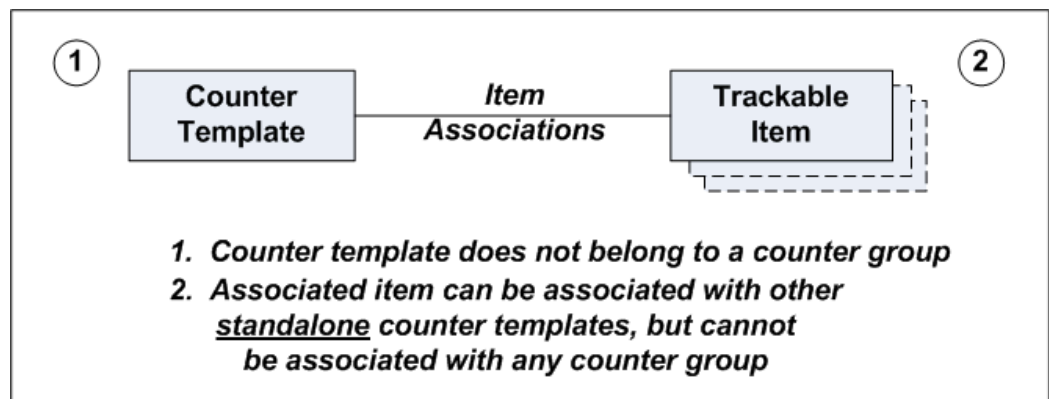 1
2
Counter
Template
Item
Associations
Trackable
Item
1. Counter template does not belong to a counter group
2. Associated item can be associated with other
standalone counter templates, but cannot
be associated with any counter group